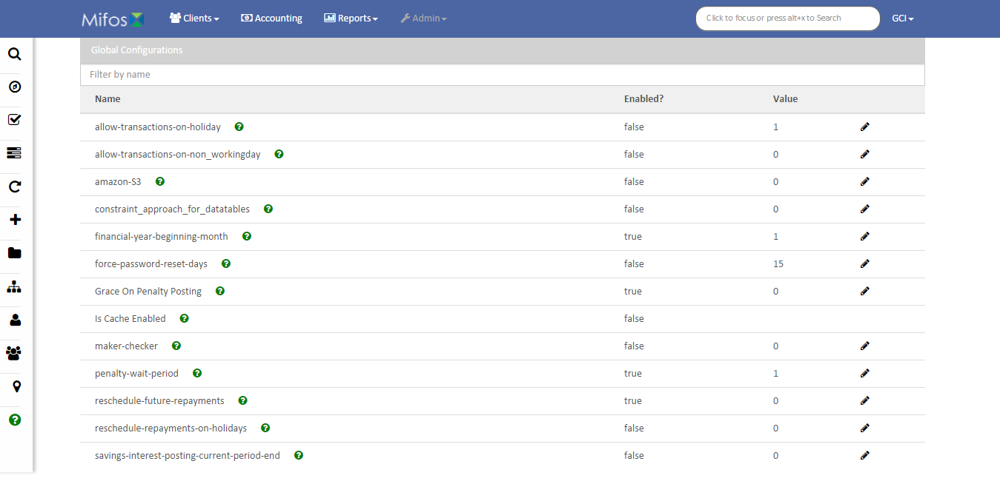 Mifos Clients Accounting Reports Admin Click to focus or press alt+x to Search GCI
Global Configurations
Filter by name
Name Enabled? Value
allow-transactions-on-holiday false 1
allow-transactions-on-non_workingday false 0
amazon-S3 false 0
constraint_approach_for_datatables false 0
financial-year-beginning-month true 1
force-password-reset-days false 15
Grace On Penalty Posting true 0
Is Cache Enabled false
maker-checker false 0
penalty-wait-period true 1
reschedule-future-repayments true 0
reschedule-repayments-on-holidays false 0
savings-interest-posting-current-period-end false 0